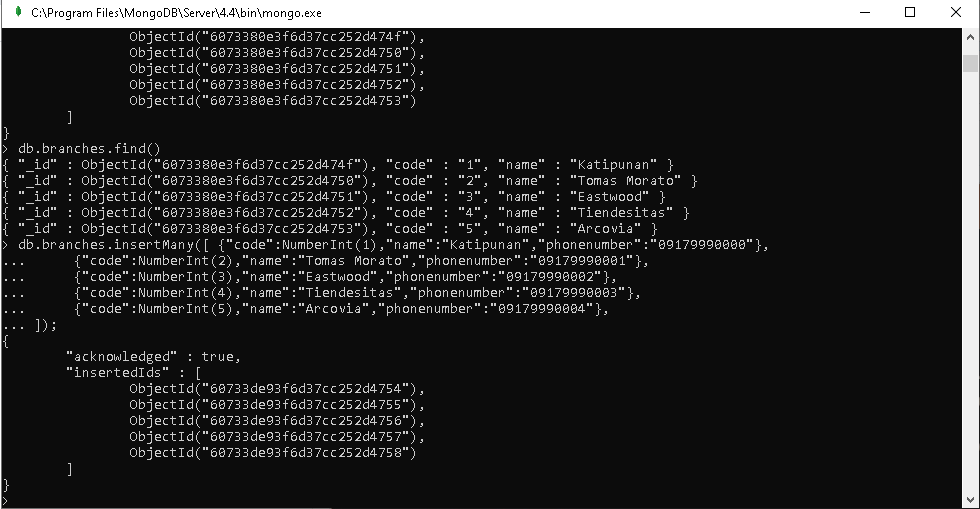 C:\Program Files\MongoDB\Server\4.4\bin\mongo.exe
ObjectId("6073380e3f6d37cc252d474f"),
ObjectId("6073380e3f6d37cc252d4750"),
ObjectId("6073380e3f6d37cc252d4751"),
ObjectId("6073380e3f6d37cc252d4752"),
ObjectId("6073380e3f6d37cc252d4753")
]
}
> db.branches.find()
{ "_id" : ObjectId("6073380e3f6d37cc252d474f"), "code" : "1", "name" : "Katipunan" }
{ "_id" : ObjectId("6073380e3f6d37cc252d4750"), "code" : "2", "name" : "Tomas Morato" }
{ "_id" : ObjectId("6073380e3f6d37cc252d4751"), "code" : "3", "name" : "Eastwood" }
{ "_id" : ObjectId("6073380e3f6d37cc252d4752"), "code" : "4", "name" : "Tiendesitas" }
{ "_id" : ObjectId("6073380e3f6d37cc252d4753"), "code" : "5", "name" : "Arcovia" }
> db.branches.insertMany([ {"code":NumberInt(1),"name":"Katipunan","phonenumber":"09179990000"},
... {"code":NumberInt(2),"name":"Tomas Morato","phonenumber":"09179990001"},
... {"code":NumberInt(3),"name":"Eastwood","phonenumber":"09179990002"},
... {"code":NumberInt(4),"name":"Tiendesitas","phonenumber":"09179990003"},
... {"code":NumberInt(5),"name":"Arcovia","phonenumber":"09179990004"},
... ]);
{
"acknowledged" : true,
"insertedIds" : [
ObjectId("60733de93f6d37cc252d4754"),
ObjectId("60733de93f6d37cc252d4755"),
ObjectId("60733de93f6d37cc252d4756"),
ObjectId("60733de93f6d37cc252d4757"),
ObjectId("60733de93f6d37cc252d4758")
]
}
>